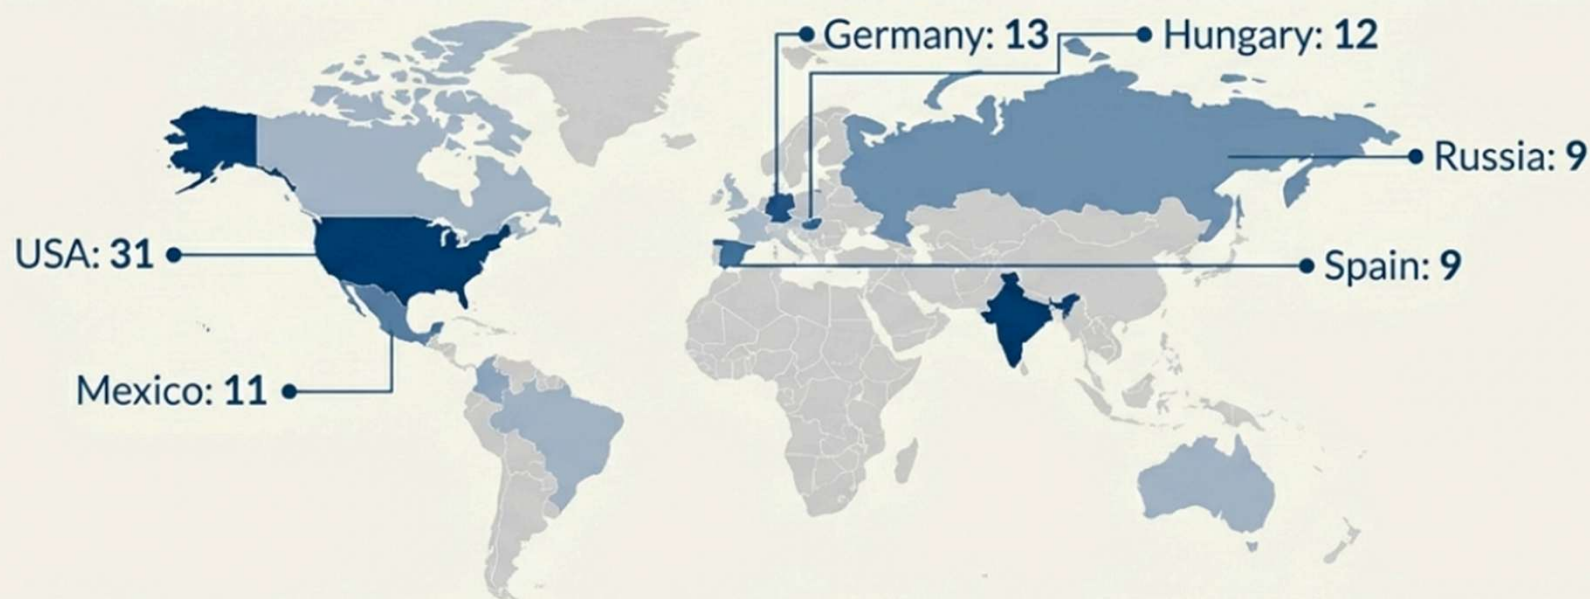 Germany: 13
Hungary: 12
Russia: 9
USA: 31
Spain: 9
Mexico: 11